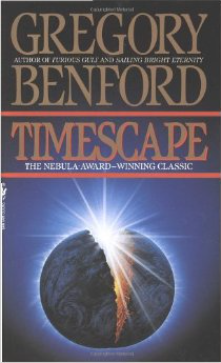 GREGORY
AUTHOR OF FURIOUS GULF AND SAILING BRIGHT ETERNITY
BENFORD
TIMESCAPE
THE NEBULA AWARD–WINNING CLASSIC